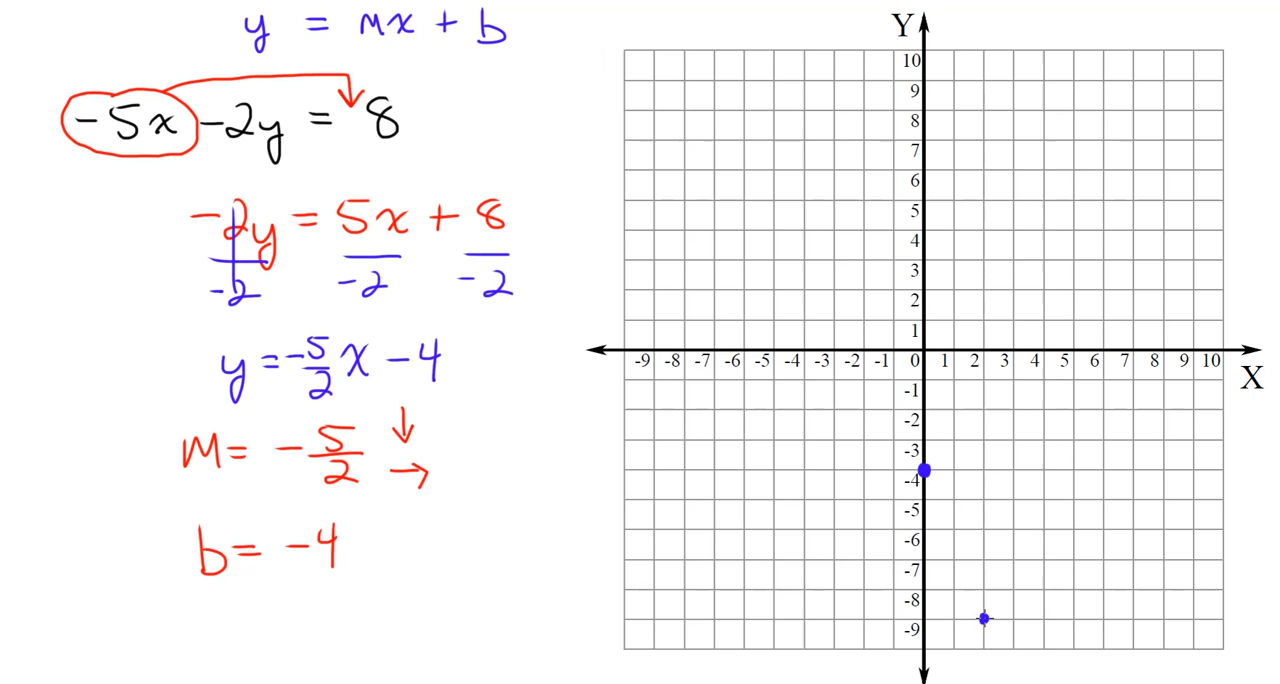 y = mx + b
-5x -2y = 8
-2y = 5x + 8
-2 -2 -2
y = -5/2 x - 4
M = - 5/2
b = -4
Y
10
9
8
7
6
5
4
3
2
1
-9 -8 -7 -6 -5 -4 -3 -2 -1 0 1 2 3 4 5 6 7 8 9 10
X
-1
-2
-3
-4
-5
-6
-7
-8
-9